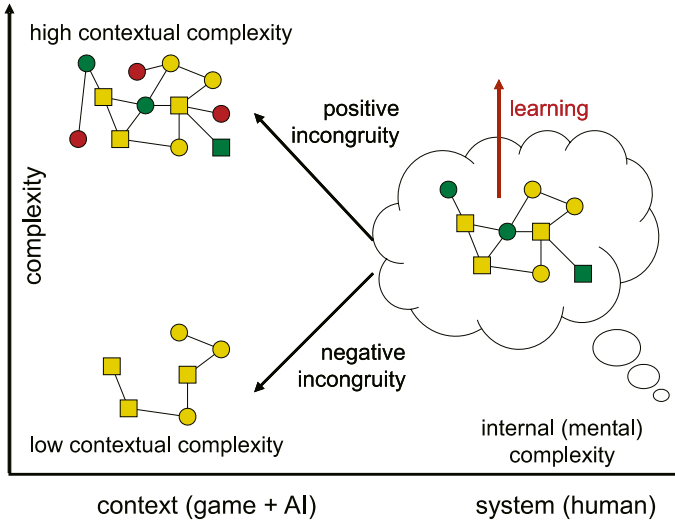 high contextual complexity
positive
incongruity
learning
complexity
negative
incongruity
low contextual complexity
internal (mental)
complexity
context (game + AI)
system (human)